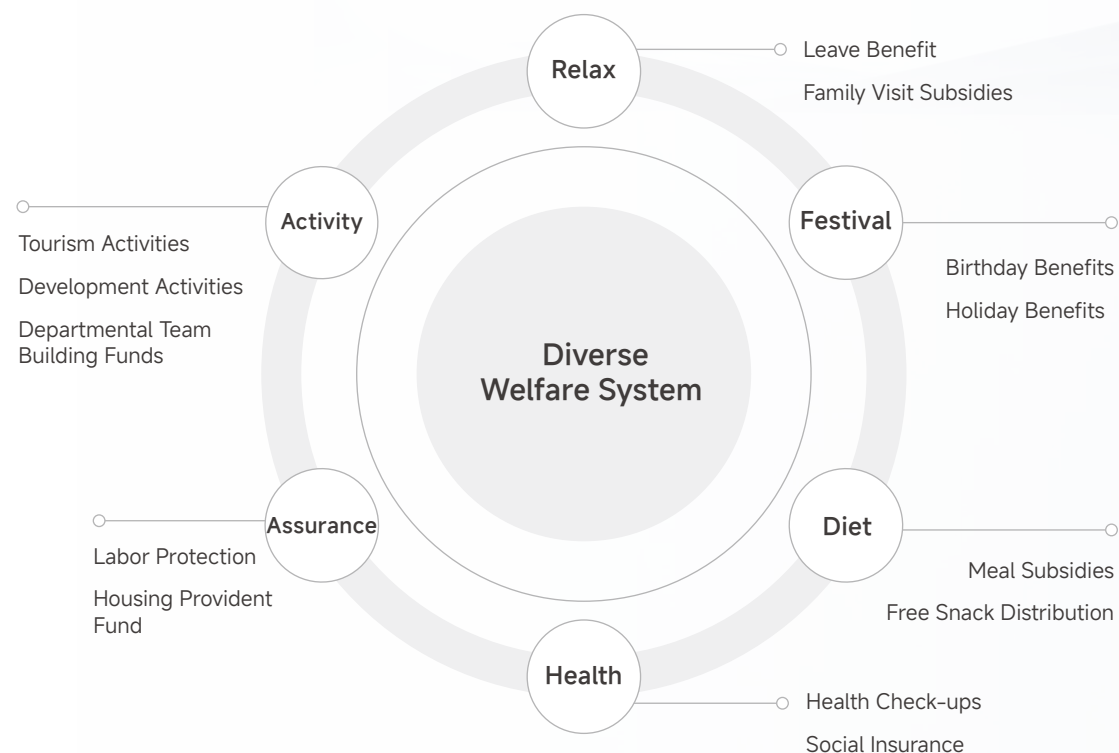 Relax
Leave Benefit
Family Visit Subsidies
Activity
Tourism Activities
Development Activities
Departmental Team
Building Funds
Festival
Birthday Benefits
Holiday Benefits
Diverse
Welfare System
Assurance
Labor Protection
Housing Provident
Fund
Diet
Meal Subsidies
Free Snack Distribution
Health
Health Check-ups
Social Insurance